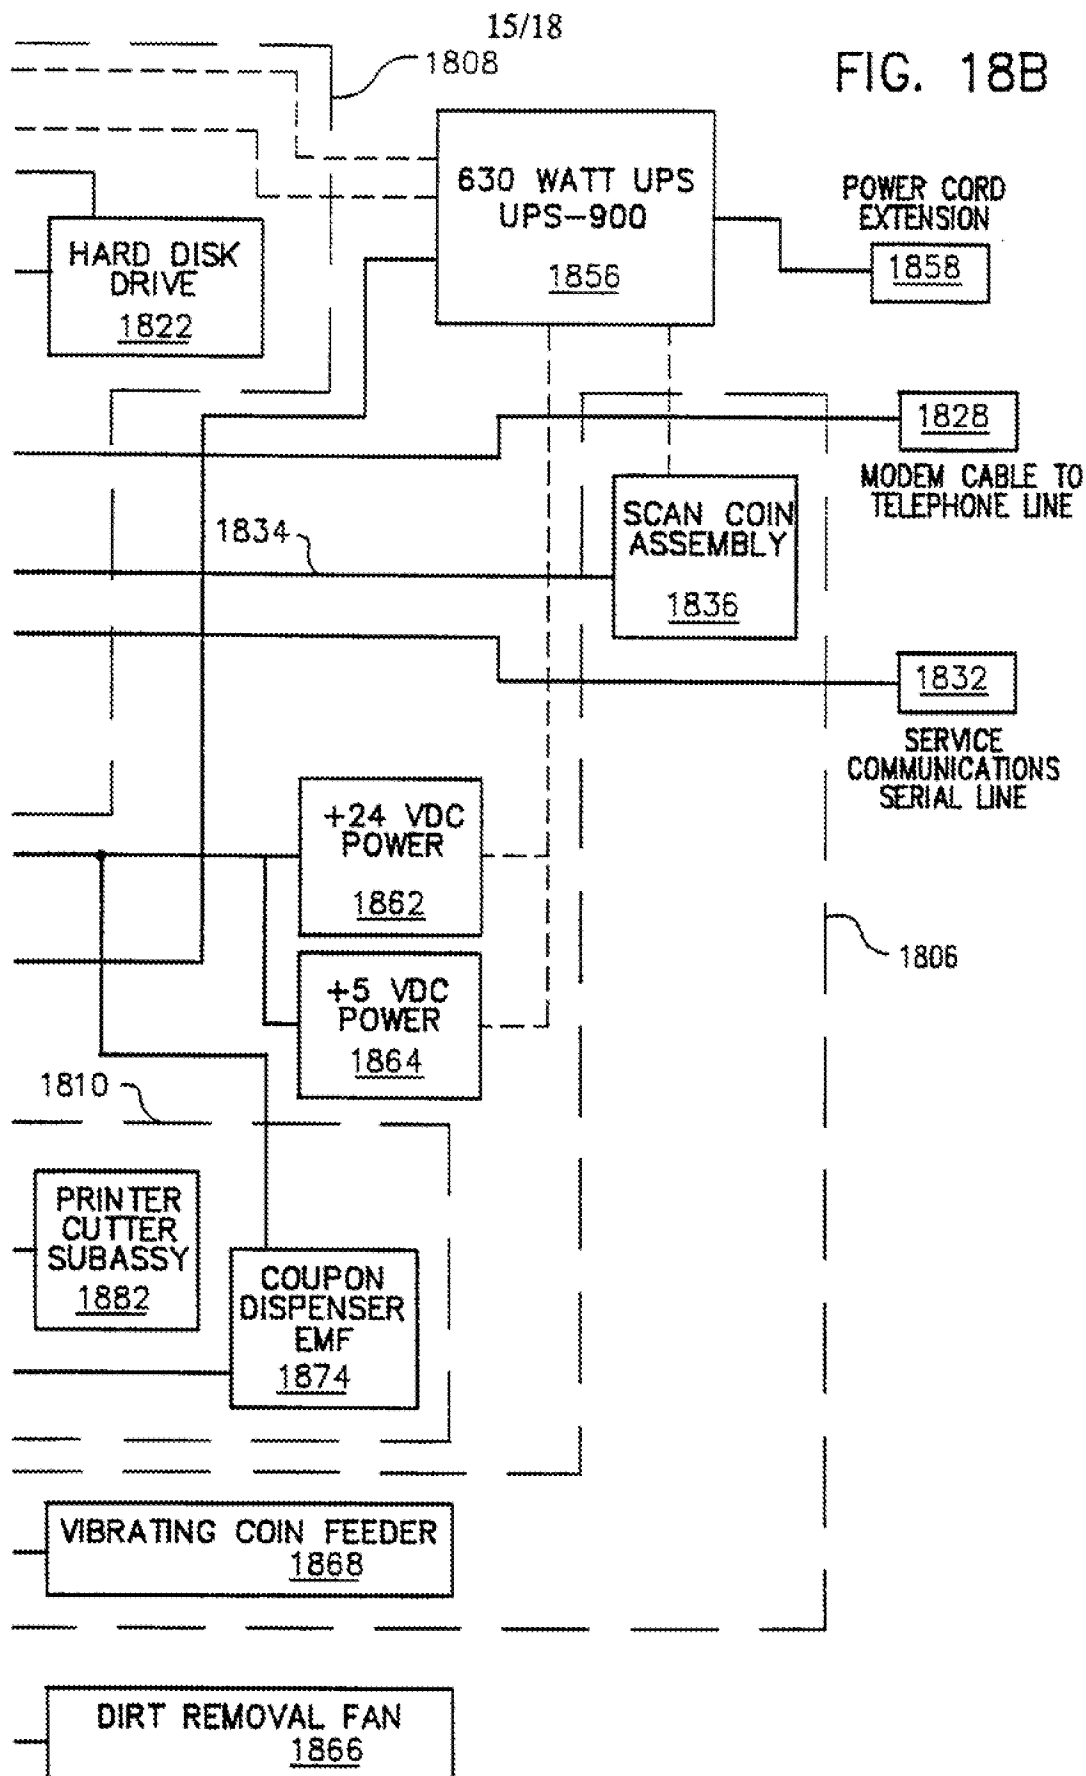 15/18
FIG. 18B
1808
630 WATT UPS
UPS-900
1856
POWER CORD
EXTENSION
1858
HARD DISK
DRIVE
1822
1828
MODEM CABLE TO
TELEPHONE LINE
1834
SCAN COIN
ASSEMBLY
1836
1832
SERVICE
COMMUNICATIONS
SERIAL LINE
+24 VDC
POWER
1862
1806
+5 VDC
POWER
1864
1810
PRINTER
CUTTER
SUBASSY
1882
COUPON
DISPENSER
EMF
1874
VIBRATING COIN FEEDER
1868
DIRT REMOVAL FAN
1866